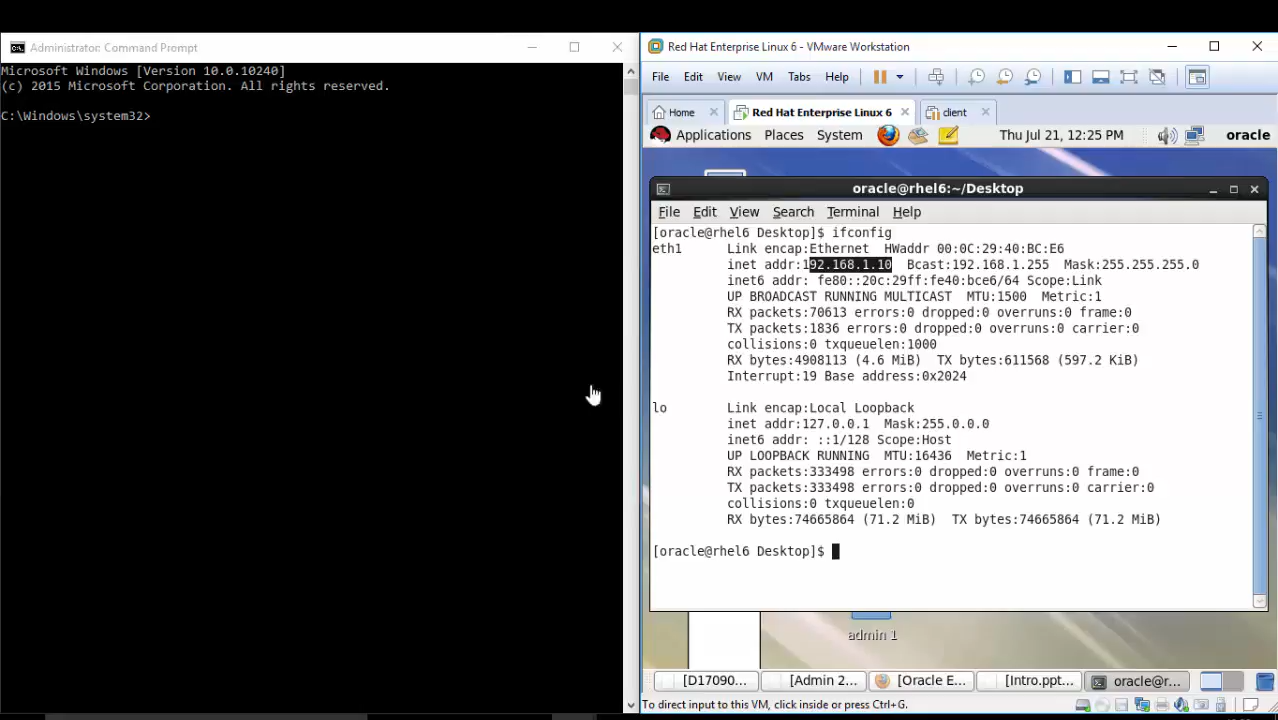 Administrator: Command Prompt
Microsoft Windows [Version 10.0.10240]
(c) 2015 Microsoft Corporation. All rights reserved.
C:\Windows\system32>
Red Hat Enterprise Linux 6 - VMware Workstation
File Edit View VM Tabs Help
Home Red Hat Enterprise Linux 6 client
Applications Places System Thu Jul 21, 12:25 PM oracle
oracle@rhel6:~/Desktop
File Edit View Search Terminal Help
[oracle@rhel6 Desktop]$ ifconfig
eth1 Link encap:Ethernet HWaddr 00:0C:29:40:BC:E6
inet addr:192.168.1.10 Bcast:192.168.1.255 Mask:255.255.255.0
inet6 addr: fe80::20c:29ff:fe40:bce6/64 Scope:Link
UP BROADCAST RUNNING MULTICAST MTU:1500 Metric:1
RX packets:70613 errors:0 dropped:0 overruns:0 frame:0
TX packets:1836 errors:0 dropped:0 overruns:0 carrier:0
collisions:0 txqueuelen:1000
RX bytes:4908113 (4.6 MiB) TX bytes:611568 (597.2 KiB)
Interrupt:19 Base address:0x2024
lo Link encap:Local Loopback
inet addr:127.0.0.1 Mask:255.0.0.0
inet6 addr: ::1/128 Scope:Host
UP LOOPBACK RUNNING MTU:16436 Metric:1
RX packets:333498 errors:0 dropped:0 overruns:0 frame:0
TX packets:333498 errors:0 dropped:0 overruns:0 carrier:0
collisions:0 txqueuelen:0
RX bytes:74665864 (71.2 MiB) TX bytes:74665864 (71.2 MiB)
[oracle@rhel6 Desktop]$
admin 1
[D17090... [Admin 2... [Oracle E... [Intro.ppt... oracle@r...
To direct input to this VM, click inside or press Ctrl+G.